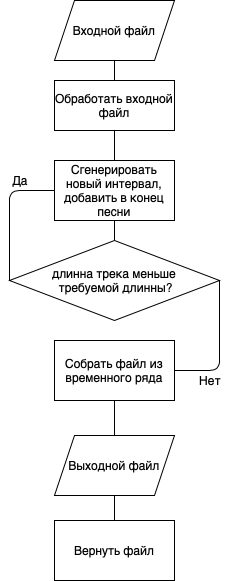 Входной файл
Обработать входной
файл
Сгенерировать
новый интервал,
добавить в конец
песни
Да
длинна трека меньше
требуемой длинны?
Собрать файл из
временного ряда
Нет
Выходной файл
Вернуть файл